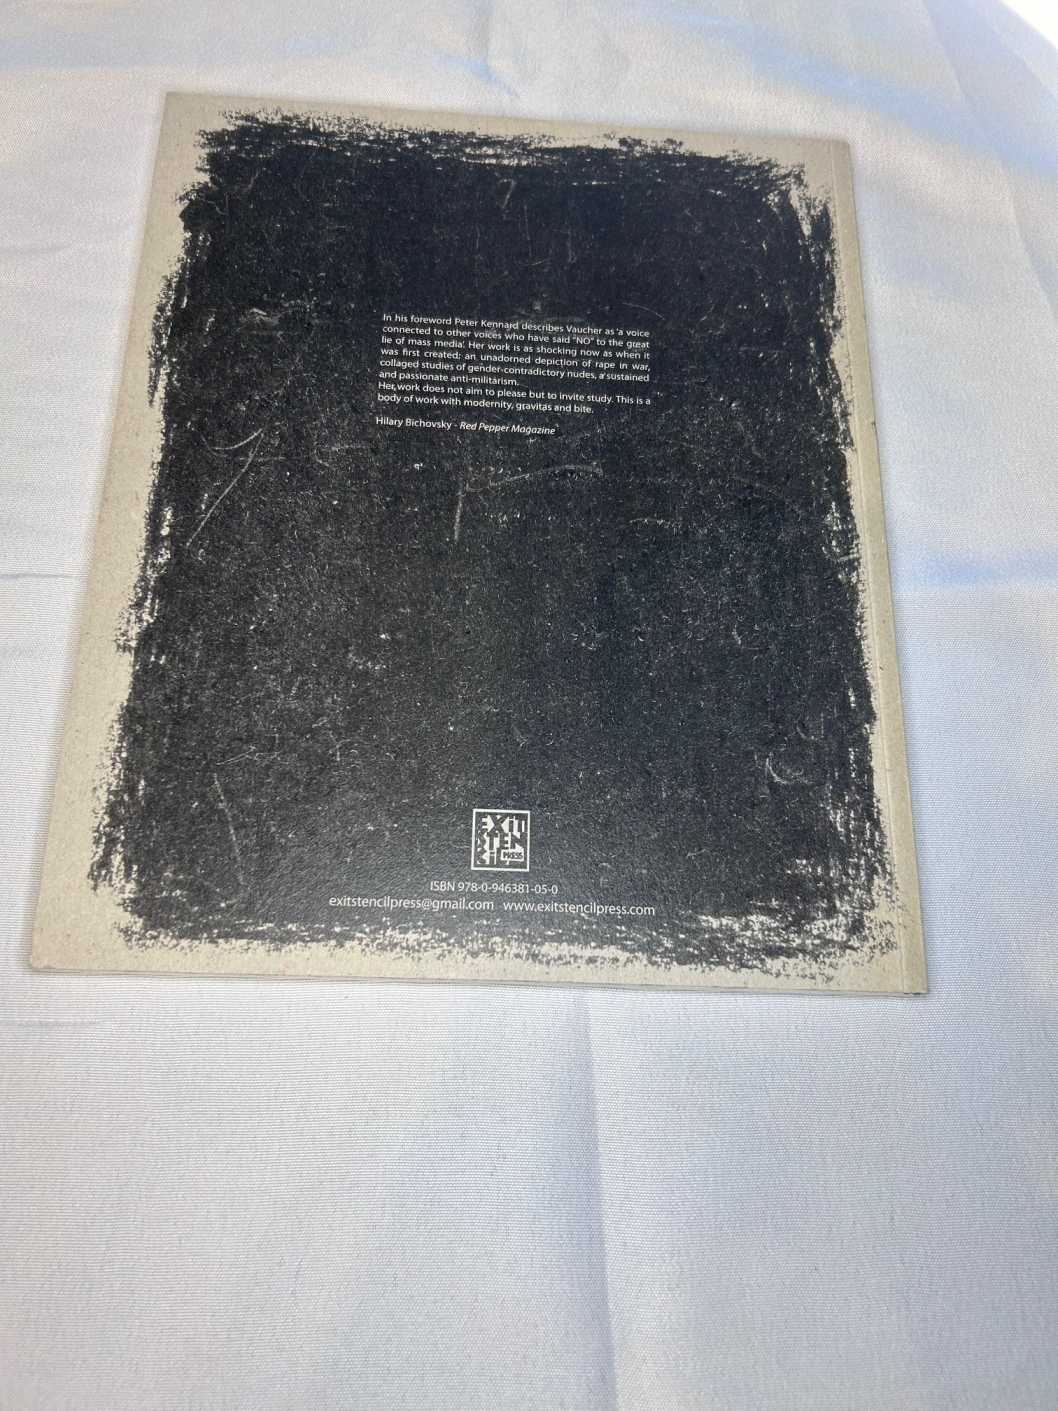 In his foreword Peter Kennard describes Vaucher as 'a voice
connected to other voices who have said "NO" to the great
lie of mass media'. Her work is as shocking now as when it
was first created; an unadorned depiction of rape in war,
collaged studies of gender-contradictory nudes, a sustained
and passionate anti-militarism.
Her work does not aim to please but to invite study. This is a
body of work with modernity, gravitas and bite.
Hilary Bichovsky - Red Pepper Magazine
EXIT
STEN
CIL PRESS
ISBN 978-0-946381-05-0
exitstencilpress@gmail.com www.exitstencilpress.com